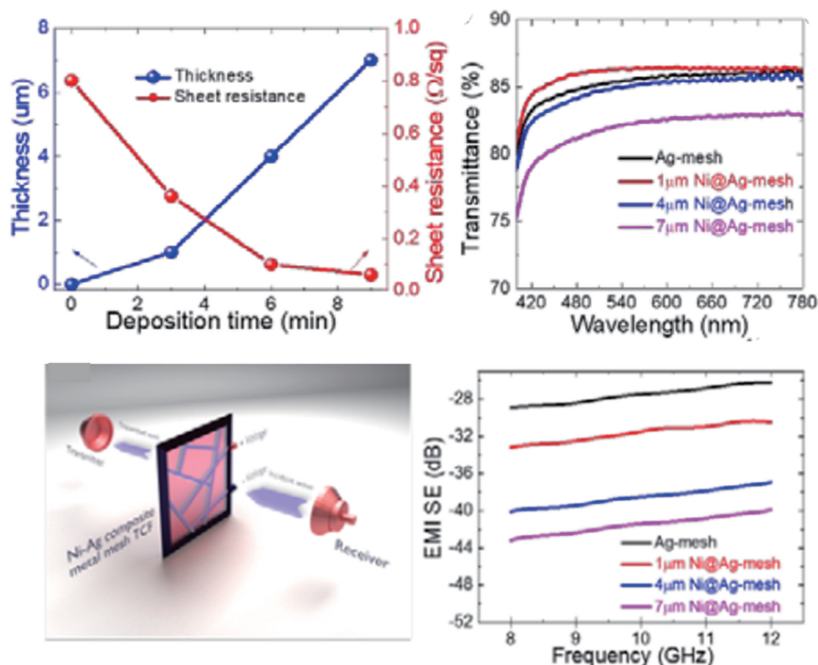 8
6
4
2
0
Thickness (um)
Thickness
Sheet resistance
1.0
0.8
0.6
0.4
0.2
0.0
Sheet resistance (Ω/sq)
0 2 4 6 8
Deposition time (min)
90
85
80
75
70
Transmittance (%)
Ag-mesh
1μm Ni@Ag-mesh
4μm Ni@Ag-mesh
7μm Ni@Ag-mesh
420 480 540 600 660 720 780
Wavelength (nm)
Transmitter
Ni-Ag composite
metal mesh TCF
Receiver
-28
-32
-36
-40
-44
-48
-52
EMI SE (dB)
Ag-mesh
1μm Ni@Ag-mesh
4μm Ni@Ag-mesh
7μm Ni@Ag-mesh
8 9 10 11 12
Frequency (GHz)